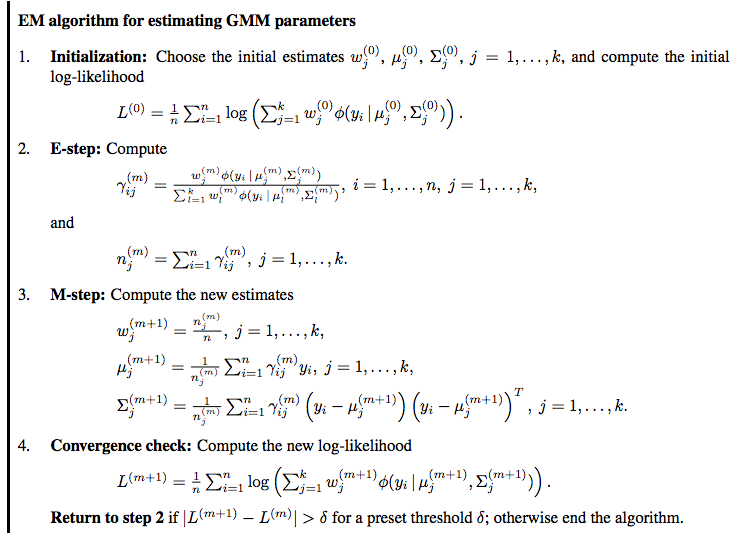 EM algorithm for estimating GMM parameters
1. Initialization: Choose the initial estimates $w_j^{(0)}$, $\mu_j^{(0)}$, $\Sigma_j^{(0)}$, $j = 1, \ldots, k$, and compute the initial
log-likelihood
$L^{(0)} = \frac{1}{n} \sum_{i=1}^{n} \log \left( \sum_{j=1}^{k} w_j^{(0)} \phi(y_i \mid \mu_j^{(0)}, \Sigma_j^{(0)}) \right).$
2. E-step: Compute
$\gamma_{ij}^{(m)} = \frac{w_j^{(m)} \phi(y_i \mid \mu_j^{(m)}, \Sigma_j^{(m)})}{\sum_{l=1}^{k} w_l^{(m)} \phi(y_i \mid \mu_l^{(m)}, \Sigma_l^{(m)})}, \; i = 1, \ldots, n, \; j = 1, \ldots, k,$
and
$n_j^{(m)} = \sum_{i=1}^{n} \gamma_{ij}^{(m)}, \; j = 1, \ldots, k.$
3. M-step: Compute the new estimates
$w_j^{(m+1)} = \frac{n_j^{(m)}}{n}, \; j = 1, \ldots, k,$
$\mu_j^{(m+1)} = \frac{1}{n_j^{(m)}} \sum_{i=1}^{n} \gamma_{ij}^{(m)} y_i, \; j = 1, \ldots, k,$
$\Sigma_j^{(m+1)} = \frac{1}{n_j^{(m)}} \sum_{i=1}^{n} \gamma_{ij}^{(m)} \left( y_i - \mu_j^{(m+1)} \right) \left( y_i - \mu_j^{(m+1)} \right)^T, \; j = 1, \ldots, k.$
4. Convergence check: Compute the new log-likelihood
$L^{(m+1)} = \frac{1}{n} \sum_{i=1}^{n} \log \left( \sum_{j=1}^{k} w_j^{(m+1)} \phi(y_i \mid \mu_j^{(m+1)}, \Sigma_j^{(m+1)}) \right).$
Return to step 2 if $|L^{(m+1)} - L^{(m)}| > \delta$ for a preset threshold $\delta$; otherwise end the algorithm.